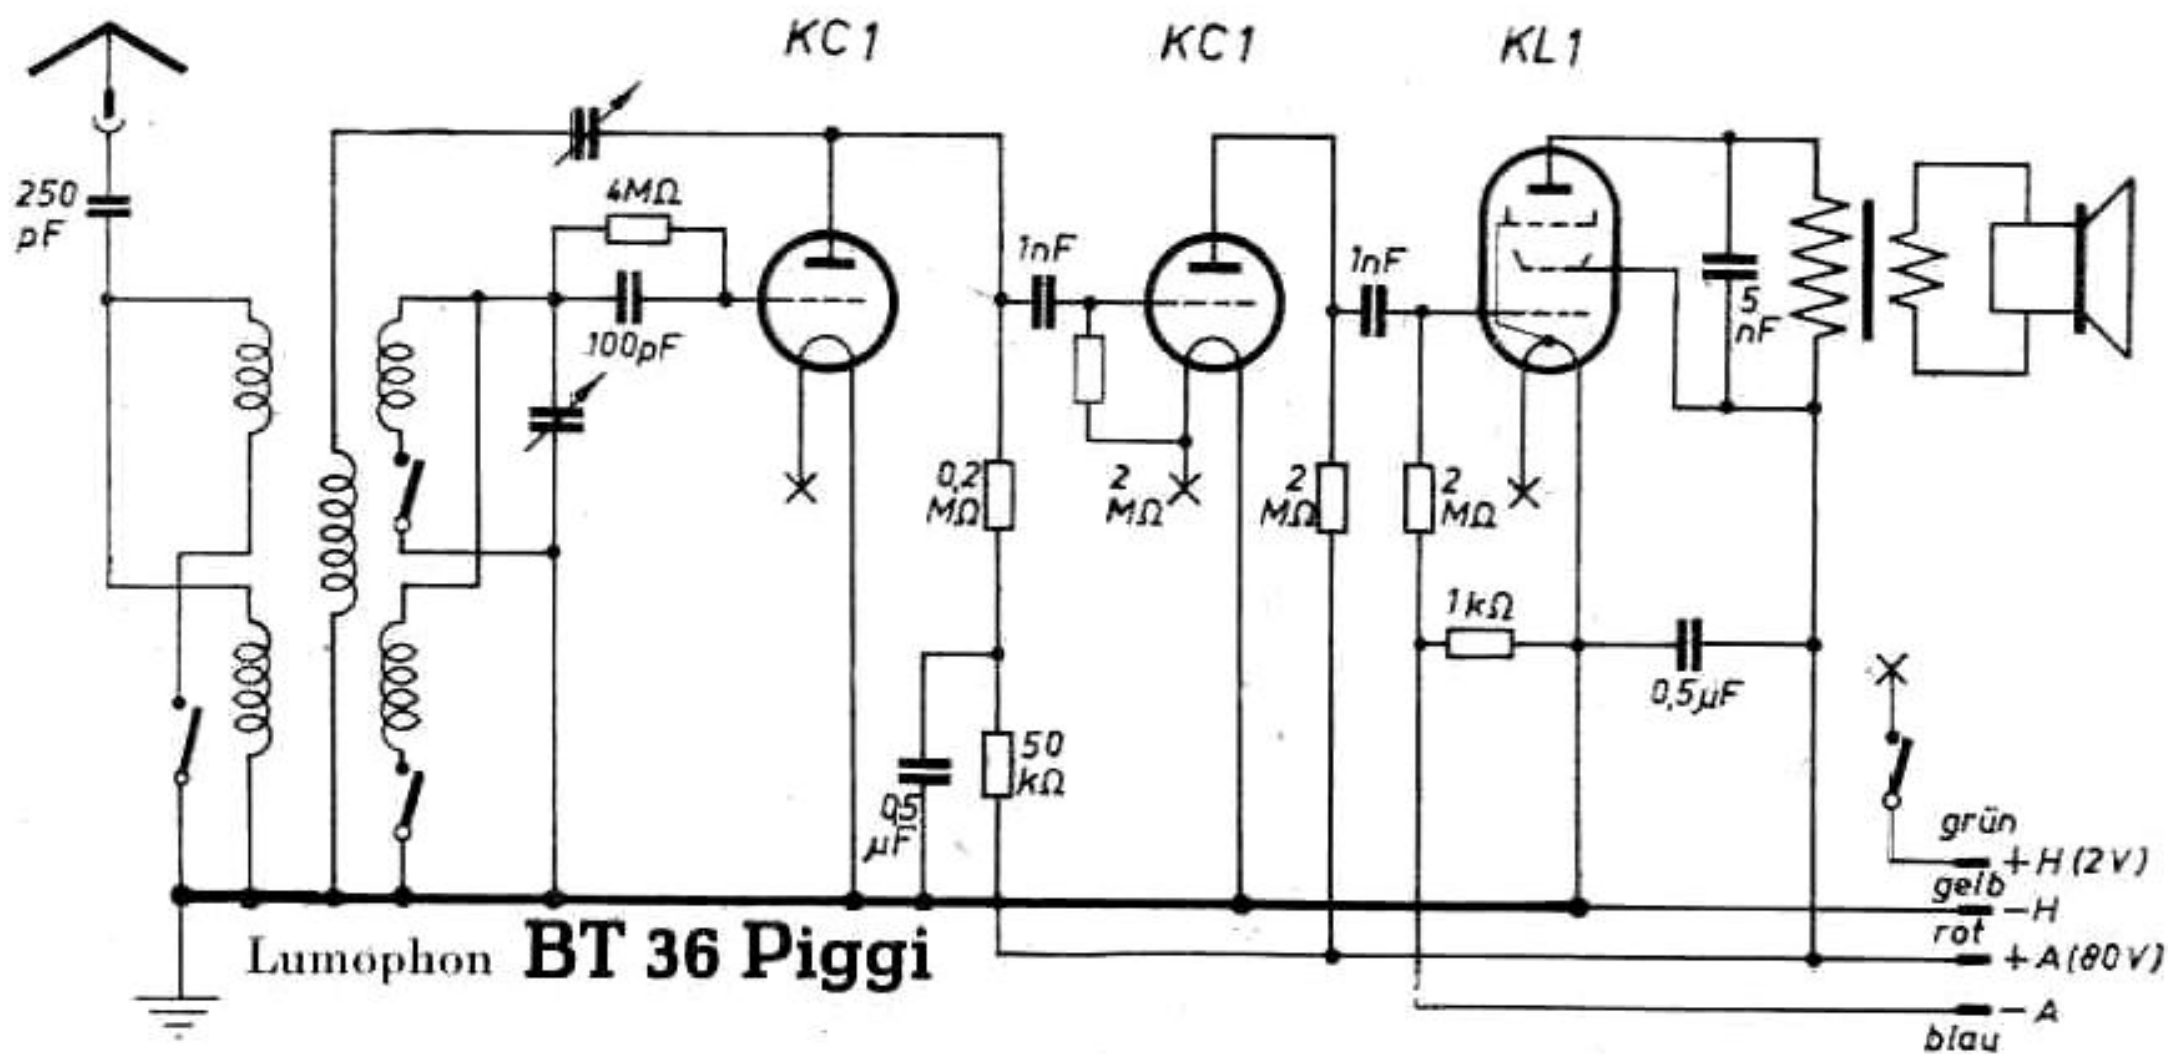 KC1
KC1
KL1
250
pF
4MΩ
100pF
1nF
1nF
5
nF
0,2
MΩ
2
MΩ
2
MΩ
2
MΩ
1kΩ
0,5µF
50
kΩ
0,5
µF
grün
+H(2V)
gelb
-H
rot
+A(80V)
-A
blau
Lumophon BT 36 Piggi